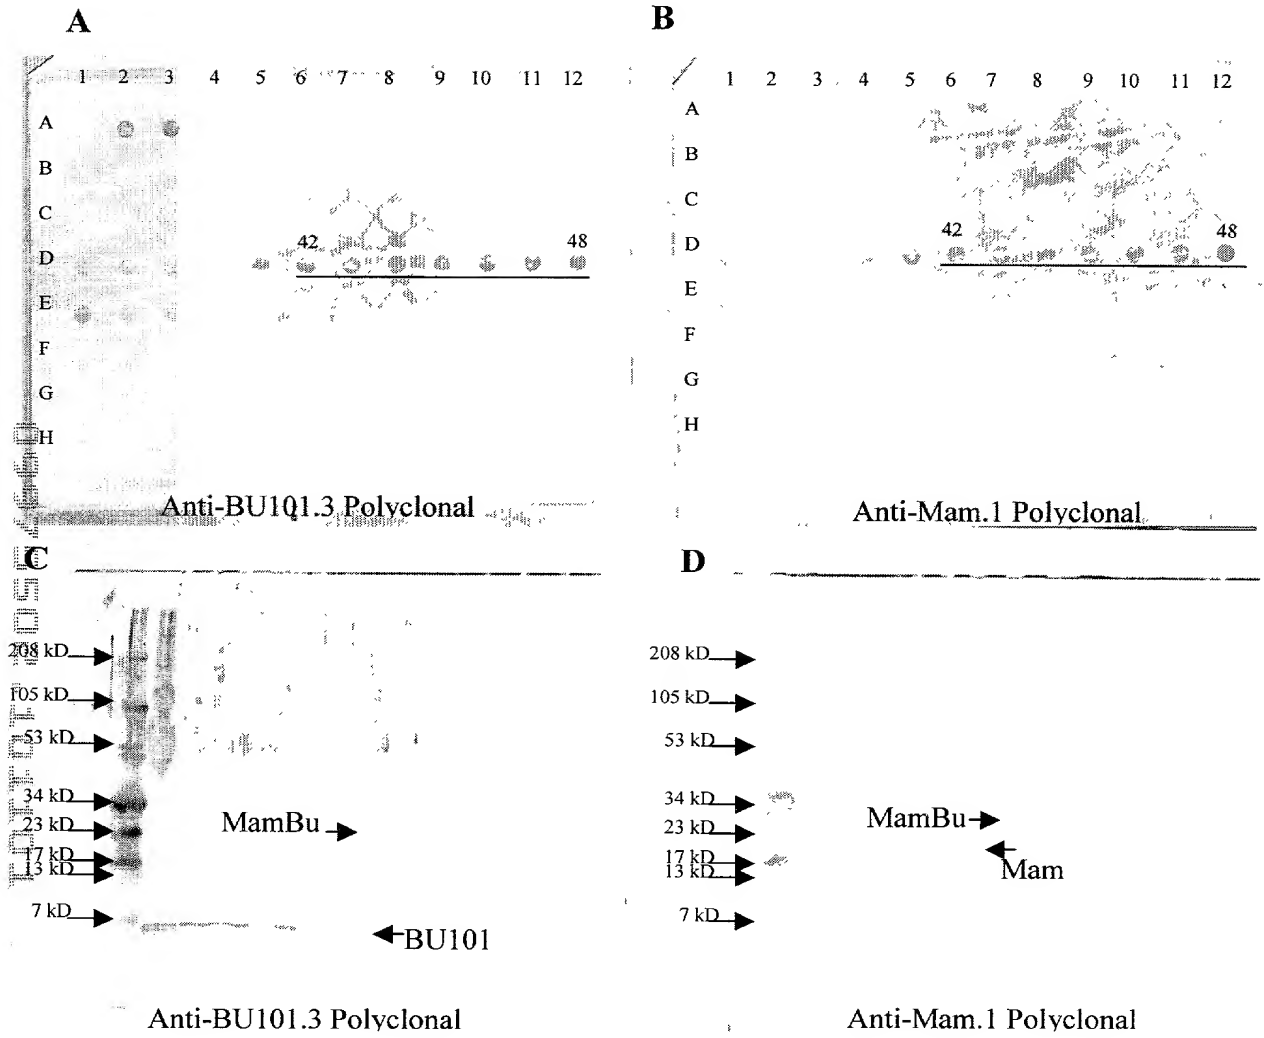 A
1 2 3 4 5 6 7 8 9 10 11 12
A
B
C
D
E
F
G
H
42
48
Anti-BU101.3 Polyclonal
B
1 2 3 4 5 6 7 8 9 10 11 12
A
B
C
D
E
F
G
H
42
48
Anti-Mam.1 Polyclonal
C
208 kD
105 kD
53 kD
34 kD
23 kD
17 kD
13 kD
7 kD
MamBu
BU101
Anti-BU101.3 Polyclonal
D
208 kD
105 kD
53 kD
34 kD
23 kD
17 kD
13 kD
7 kD
MamBu
Mam
Anti-Mam.1 Polyclonal